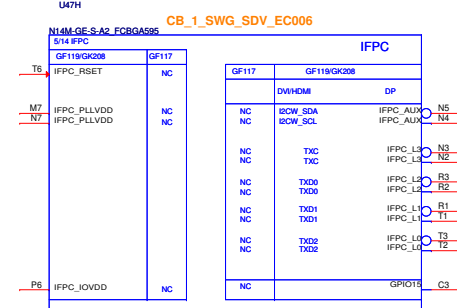 U47H
CB_1_SWG_SDV_EC006
N14M-GE-S-A2_FCBGA595
5/14 IFPC
IFPC
GF119/GK208 GF117
GF117 GF119/GK208
T6 IFPC_RSET NC
DVI/HDMI DP
M7 IFPC_PLLVDD NC
N7 IFPC_PLLVDD NC
NC I2CW_SDA IFPC_AUX N5
NC I2CW_SCL IFPC_AUX N4
NC TXC IFPC_L3 N3
NC TXC IFPC_L3 N2
NC TXD0 IFPC_L2 R3
NC TXD0 IFPC_L2 R2
NC TXD1 IFPC_L1 R1
NC TXD1 IFPC_L1 T1
NC TXD2 IFPC_L0 T3
NC TXD2 IFPC_L0 T2
P6 IFPC_IOVDD NC
NC GPIO15 C3